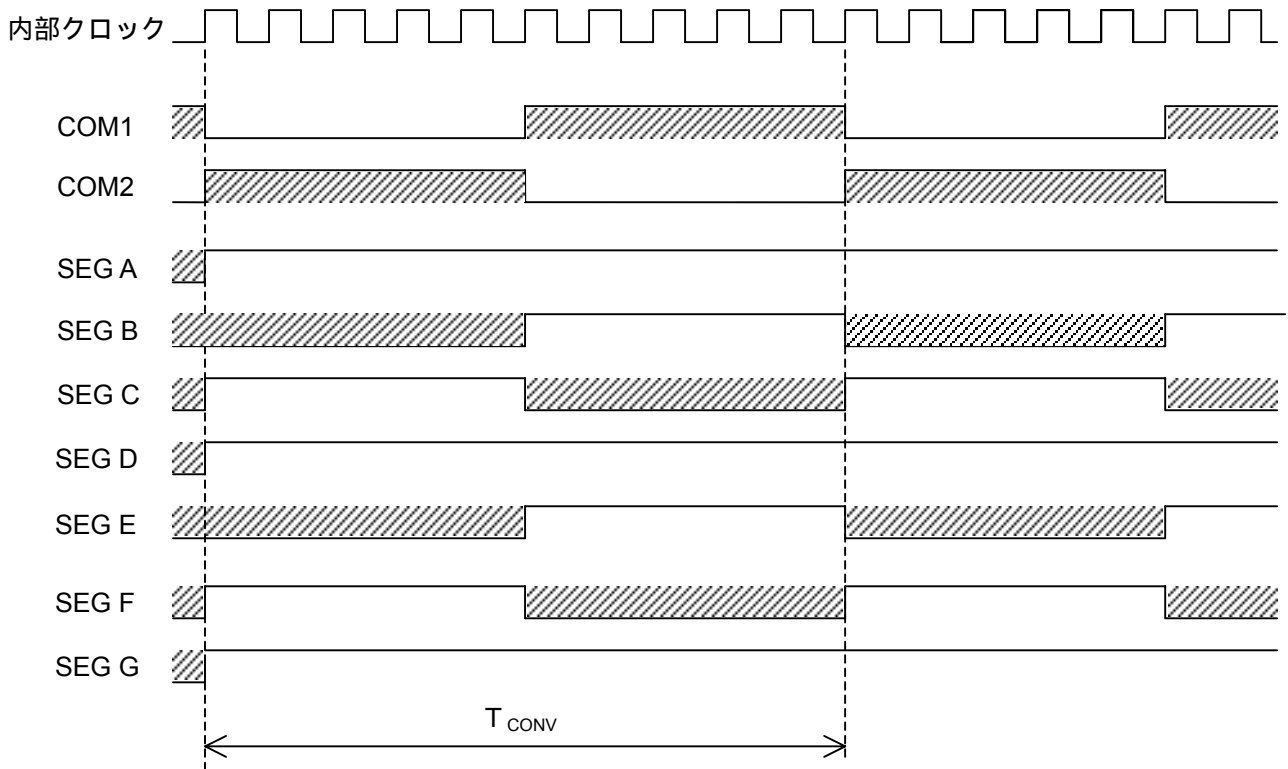 内部クロック
COM1
COM2
SEG A
SEG B
SEG C
SEG D
SEG E
SEG F
SEG G
T CONV